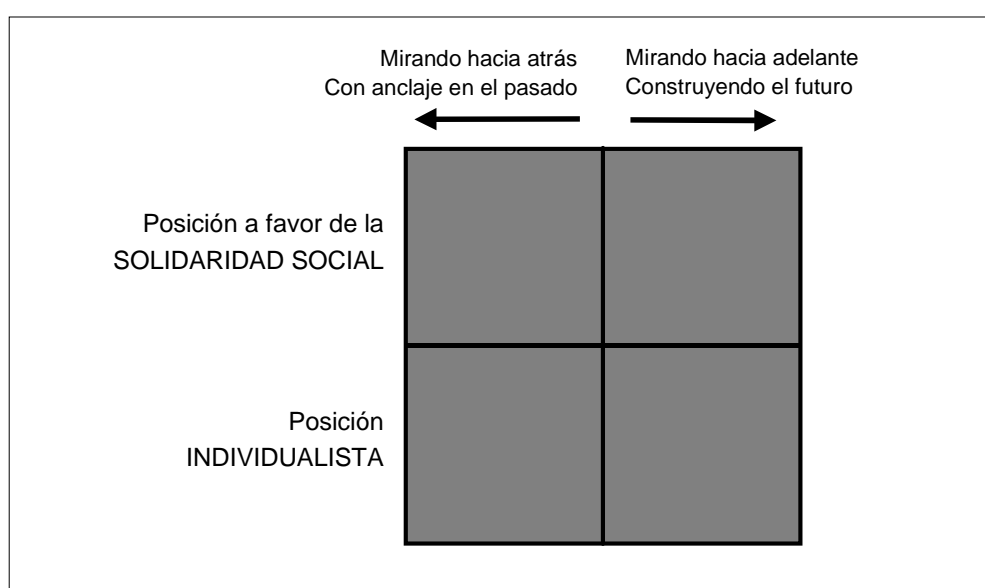 Mirando hacia atrás
Con anclaje en el pasado
Mirando hacia adelante
Construyendo el futuro
Posición a favor de la
SOLIDARIDAD SOCIAL
Posición
INDIVIDUALISTA